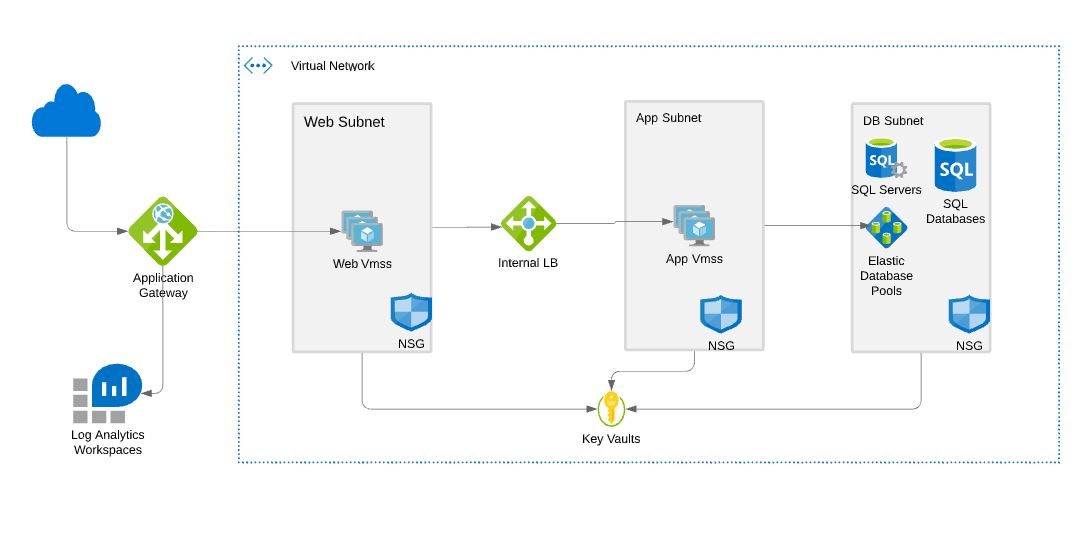 Virtual Network
Web Subnet
App Subnet
DB Subnet
SQL
SQL Servers
SQL
SQL
Databases
Web Vmss
Internal LB
App Vmss
Elastic
Database
Pools
Application
Gateway
NSG
NSG
NSG
Log Analytics
Workspaces
Key Vaults